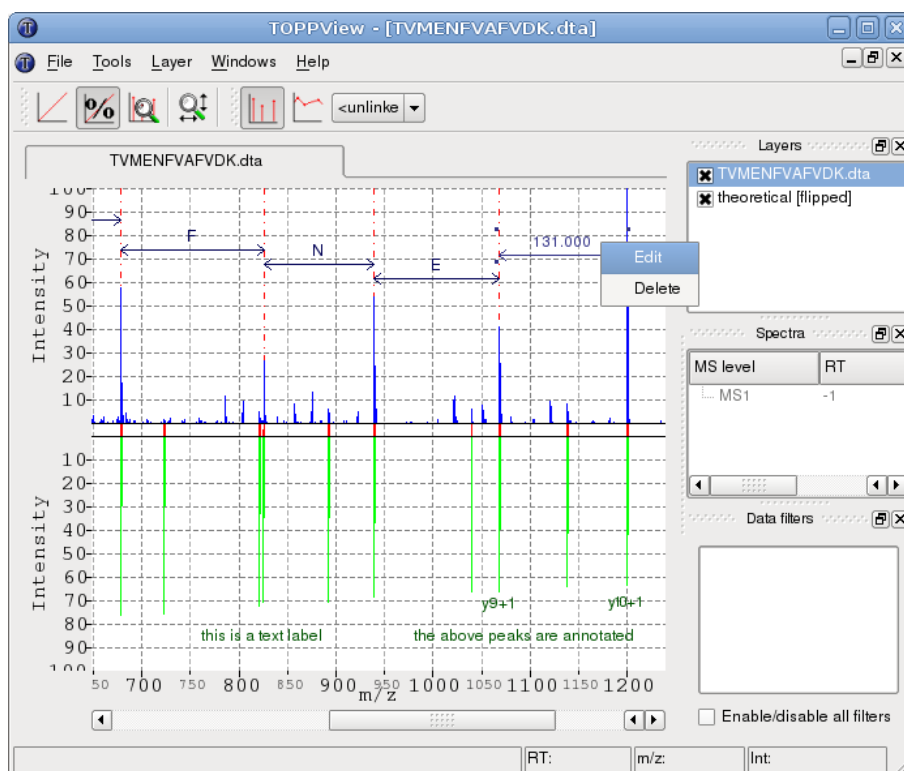 TOPPView - [TVMENFVAFVDK.dta]
File Tools Layer Windows Help
% <unlinke
TVMENFVAFVDK.dta
Layers
TVMENFVAFVDK.dta
theoretical [flipped]
Intensity
100
90
80
70
60
50
40
30
20
10
F
N
E
131.000
Edit
Delete
Spectra
MS level RT
MS1 -1
Intensity
10
20
30
40
50
60
70
80
90
100
y9+1
y10+1
this is a text label
the above peaks are annotated
50 700 750 800 850 900 950 1000 1050 1100 1150 1200
m/z
Data filters
Enable/disable all filters
RT: m/z: Int: